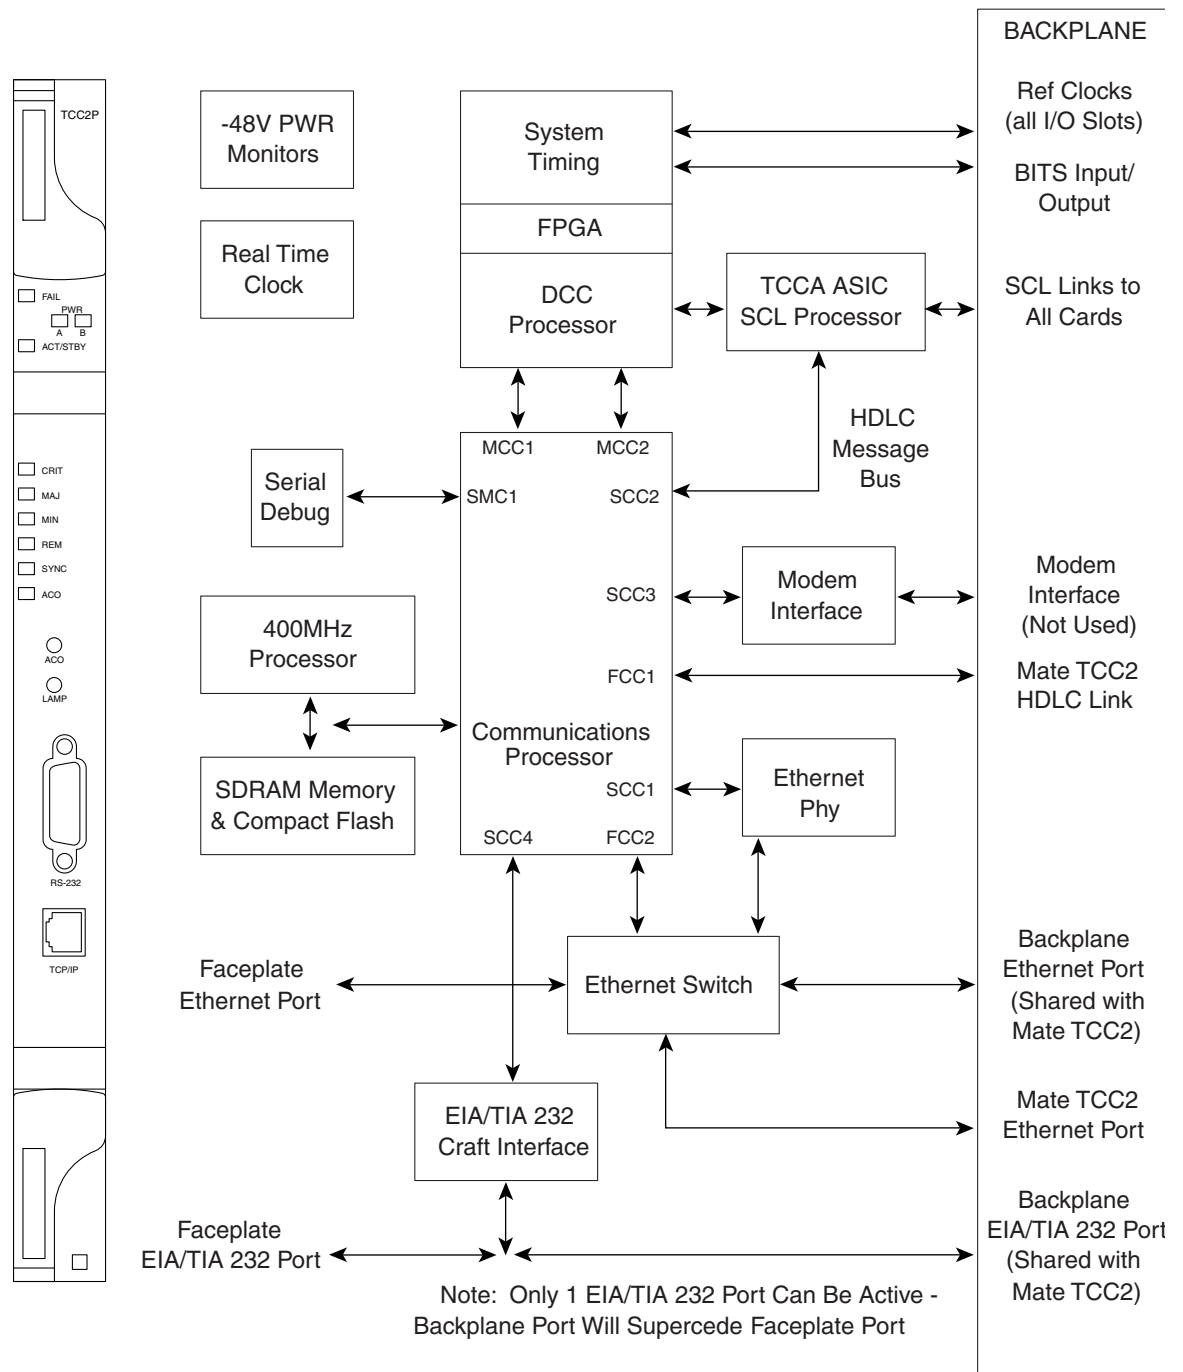 BACKPLANE
TCC2P
FAIL
PWR
A
B
ACT/STBY
CRIT
MAJ
MIN
REM
SYNC
ACO
ACO
LAMP
RS-232
TCP/IP
-48V PWR
Monitors
Real Time
Clock
System
Timing
FPGA
DCC
Processor
TCCA ASIC
SCL Processor
Ref Clocks
(all I/O Slots)
BITS Input/
Output
SCL Links to
All Cards
HDLC
Message
Bus
MCC1
MCC2
Serial
Debug
SMC1
SCC2
SCC3
Modem
Interface
Modem
Interface
(Not Used)
400MHz
Processor
FCC1
Mate TCC2
HDLC Link
Communications
Processor
SDRAM Memory
& Compact Flash
SCC1
Ethernet
Phy
SCC4
FCC2
Faceplate
Ethernet Port
Ethernet Switch
Backplane
Ethernet Port
(Shared with
Mate TCC2)
EIA/TIA 232
Craft Interface
Mate TCC2
Ethernet Port
Faceplate
EIA/TIA 232 Port
Backplane
EIA/TIA 232 Port
(Shared with
Mate TCC2)
Note: Only 1 EIA/TIA 232 Port Can Be Active -
Backplane Port Will Supercede Faceplate Port